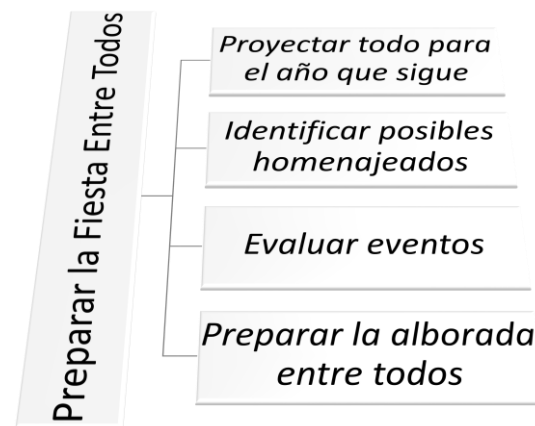 Preparar la Fiesta Entre Todos
Proyectar todo para
el año que sigue
Identificar posibles
homenajeados
Evaluar eventos
Preparar la alborada
entre todos